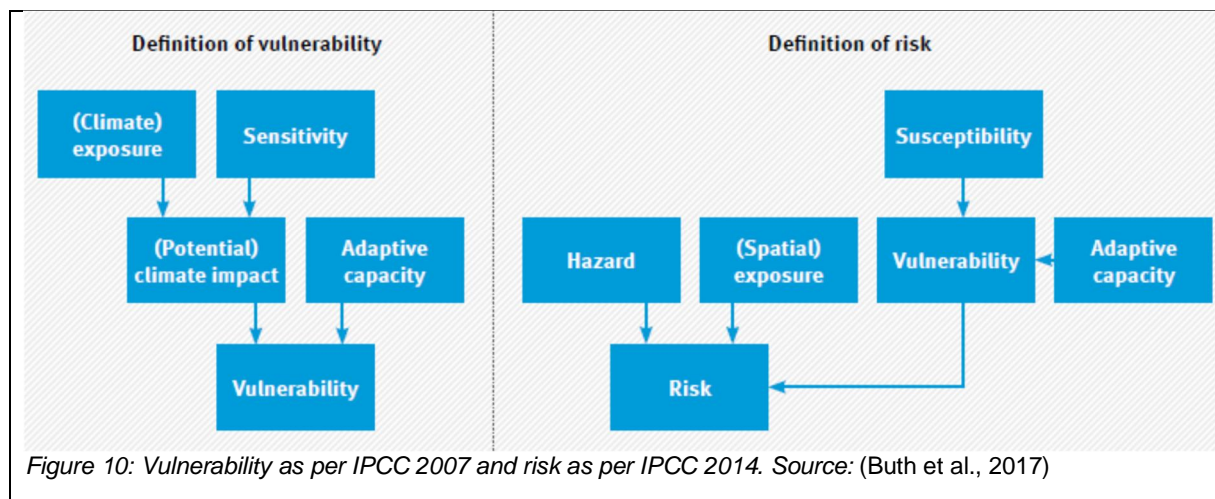 Definition of vulnerability
Definition of risk
(Climate)
exposure
Sensitivity
Susceptibility
(Potential)
climate impact
Adaptive
capacity
Hazard
(Spatial)
exposure
Vulnerability
Adaptive
capacity
Vulnerability
Risk
Figure 10: Vulnerability as per IPCC 2007 and risk as per IPCC 2014. Source: (Buth et al., 2017)